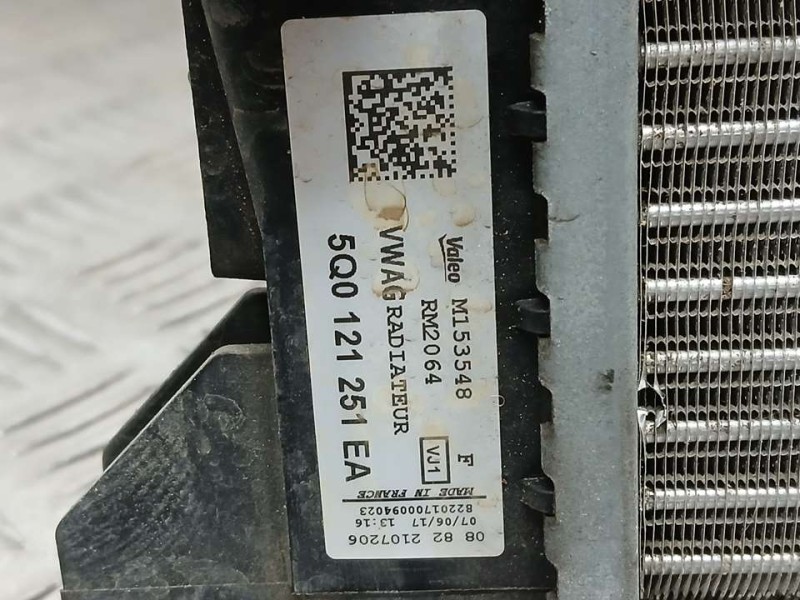 Valeo M153548 F
RM2064
VWAG RADIATEUR VJ1
5Q0 121 251 EA
MADE IN FRANCE
82201700094023
07/06/17 13:16
08 82 2107206